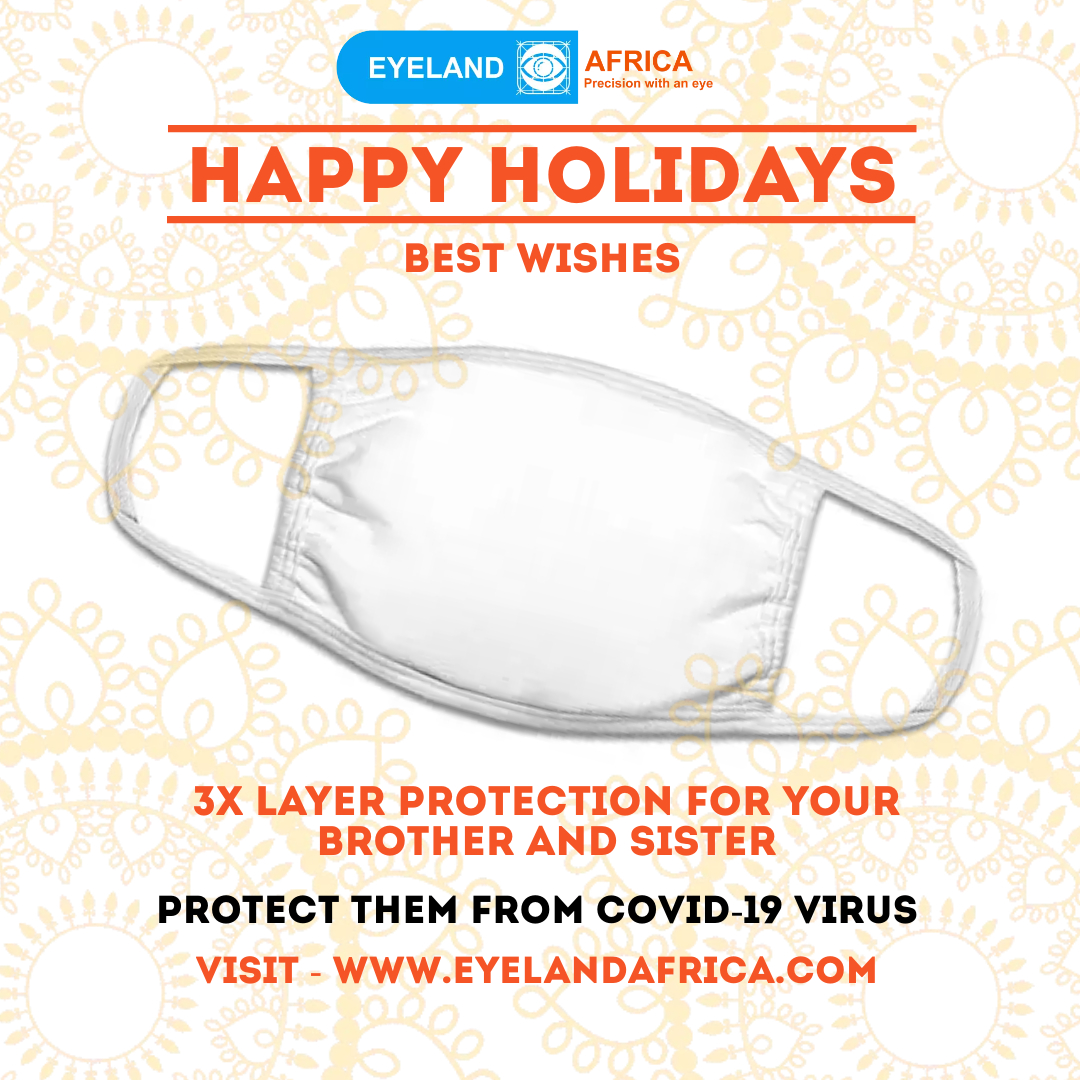 EYELAND AFRICA
Precision with an eye
HAPPY HOLIDAYS
BEST WISHES
3X LAYER PROTECTION FOR YOUR
BROTHER AND SISTER
PROTECT THEM FROM COVID-19 VIRUS
VISIT - WWW.EYELANDAFRICA.COM